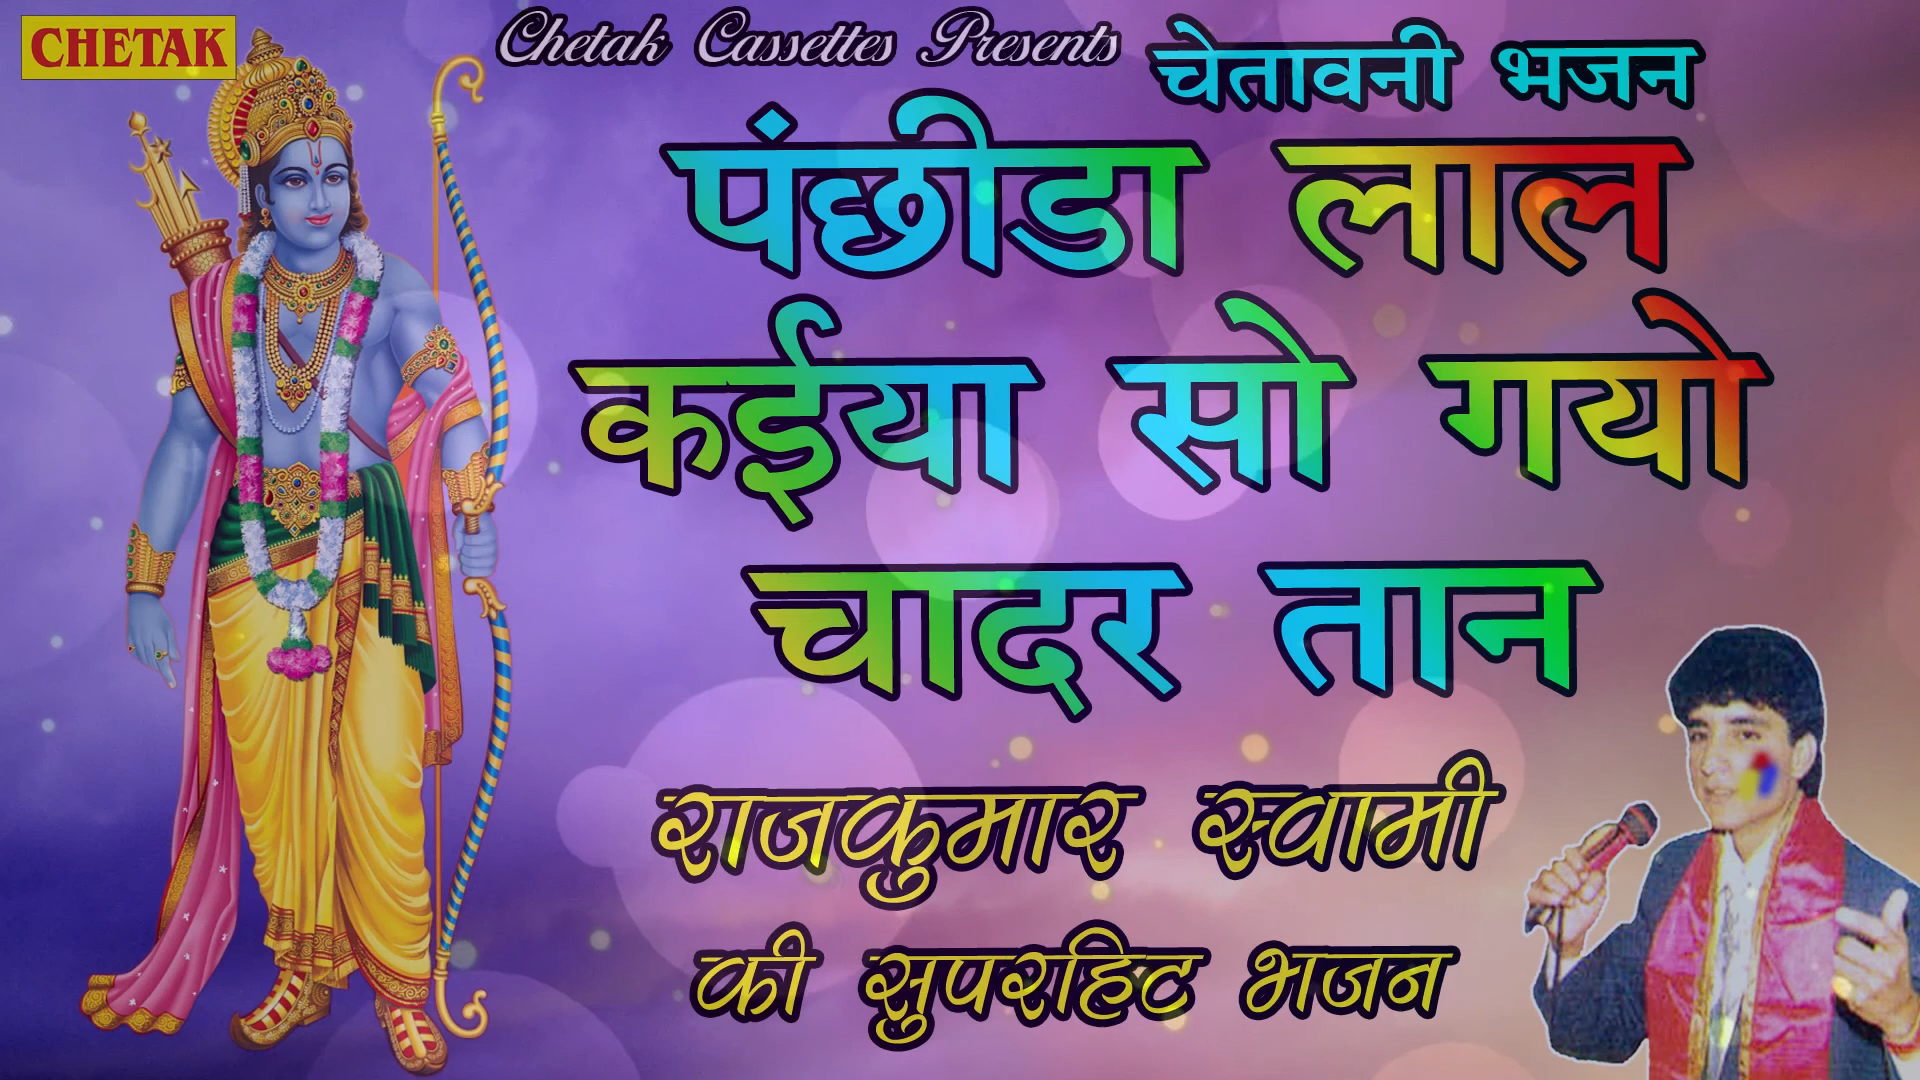 CHETAK
Chetak Cassettes Presents
चेतावनी भजन
पंछीडा लाल
कईया सो गयो
चादर तान
राजकुमार स्वामी
की सुपरहिट भजन